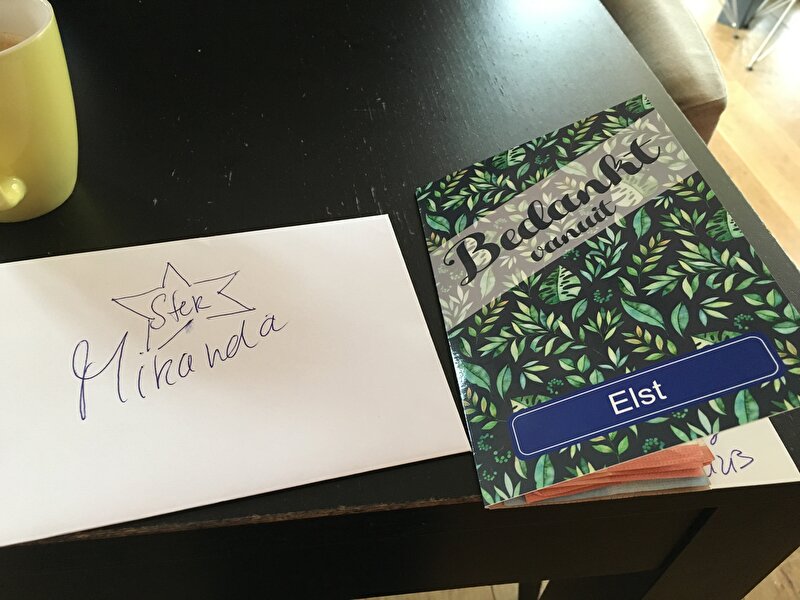 Ster
Miranda
Bedankt
vanuit
Elst